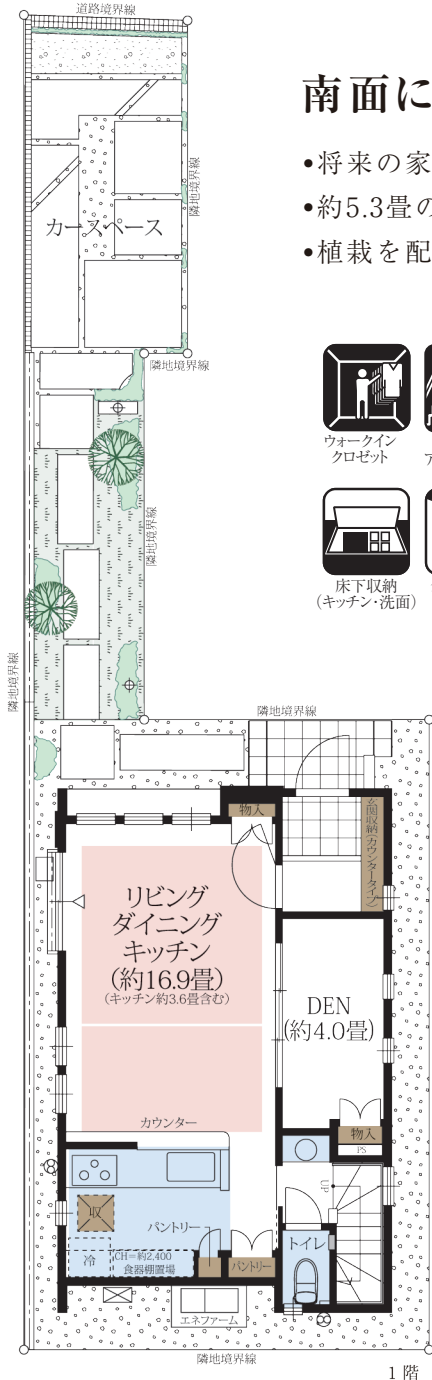 道路境界線
南面に
•将来の家
•約5.3畳の
•植栽を配
隣地境界線
カースペース
隣地境界線
ウォークイン
クロゼット
ア
床下収納
(キッチン・洗面)
隣地境界線
隣地境界線
隣地境界線
物入
玄関収納(カウンタータイプ)
リビング
ダイニング
キッチン
(約16.9畳)
(キッチン約3.6畳含む)
DEN
(約4.0畳)
カウンター
物入
PS
UP
収
パントリー
冷
CH=約2,400
食器棚置場
パントリー
トイレ
エネファーム
隣地境界線
1階